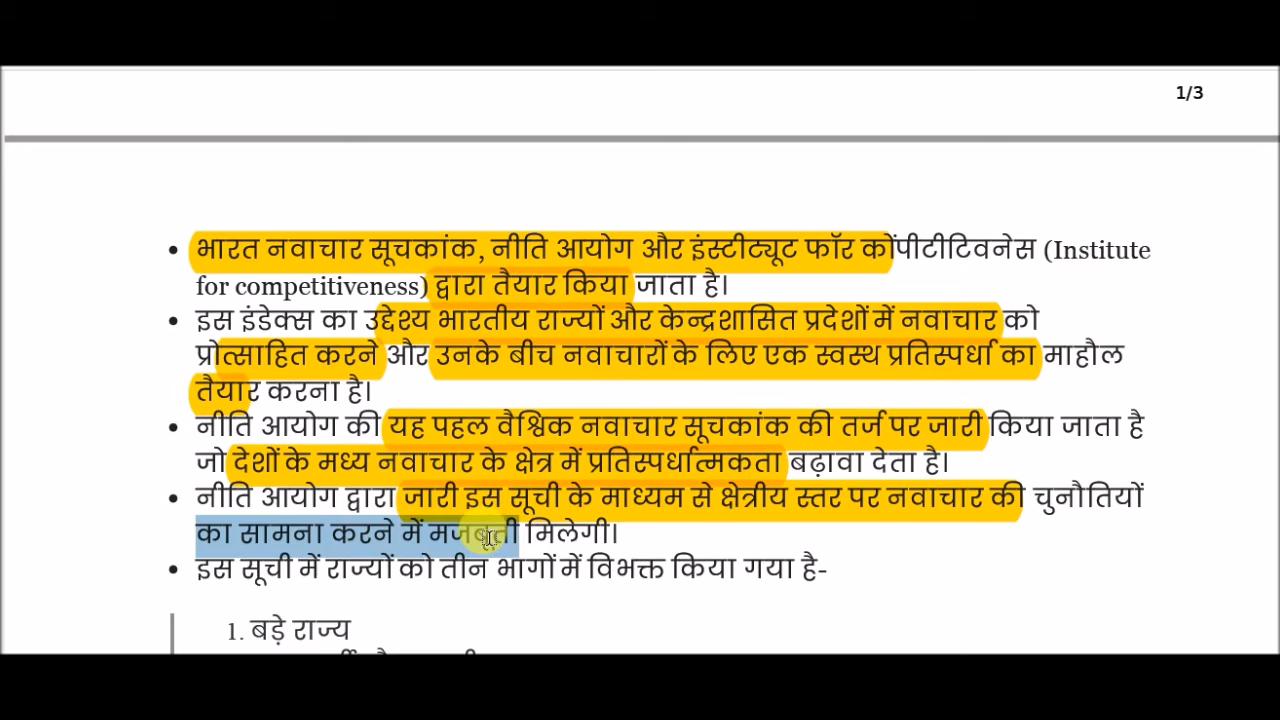 1/3
• भारत नवाचार सूचकांक, नीति आयोग और इंस्टीट्यूट फॉर कोंपीटीटिवनेस (Institute
for competitiveness) द्वारा तैयार किया जाता है।
• इस इंडेक्स का उद्देश्य भारतीय राज्यों और केन्द्रशासित प्रदेशों में नवाचार को
प्रोत्साहित करने और उनके बीच नवाचारों के लिए एक स्वस्थ प्रतिस्पर्धा का माहौल
तैयार करना है।
• नीति आयोग की यह पहल वैश्विक नवाचार सूचकांक की तर्ज पर जारी किया जाता है
जो देशों के मध्य नवाचार के क्षेत्र में प्रतिस्पर्धात्मकता बढ़ावा देता है।
• नीति आयोग द्वारा जारी इस सूची के माध्यम से क्षेत्रीय स्तर पर नवाचार की चुनौतियों
का सामना करने में मजबूती मिलेगी।
• इस सूची में राज्यों को तीन भागों में विभक्त किया गया है-
1. बड़े राज्य